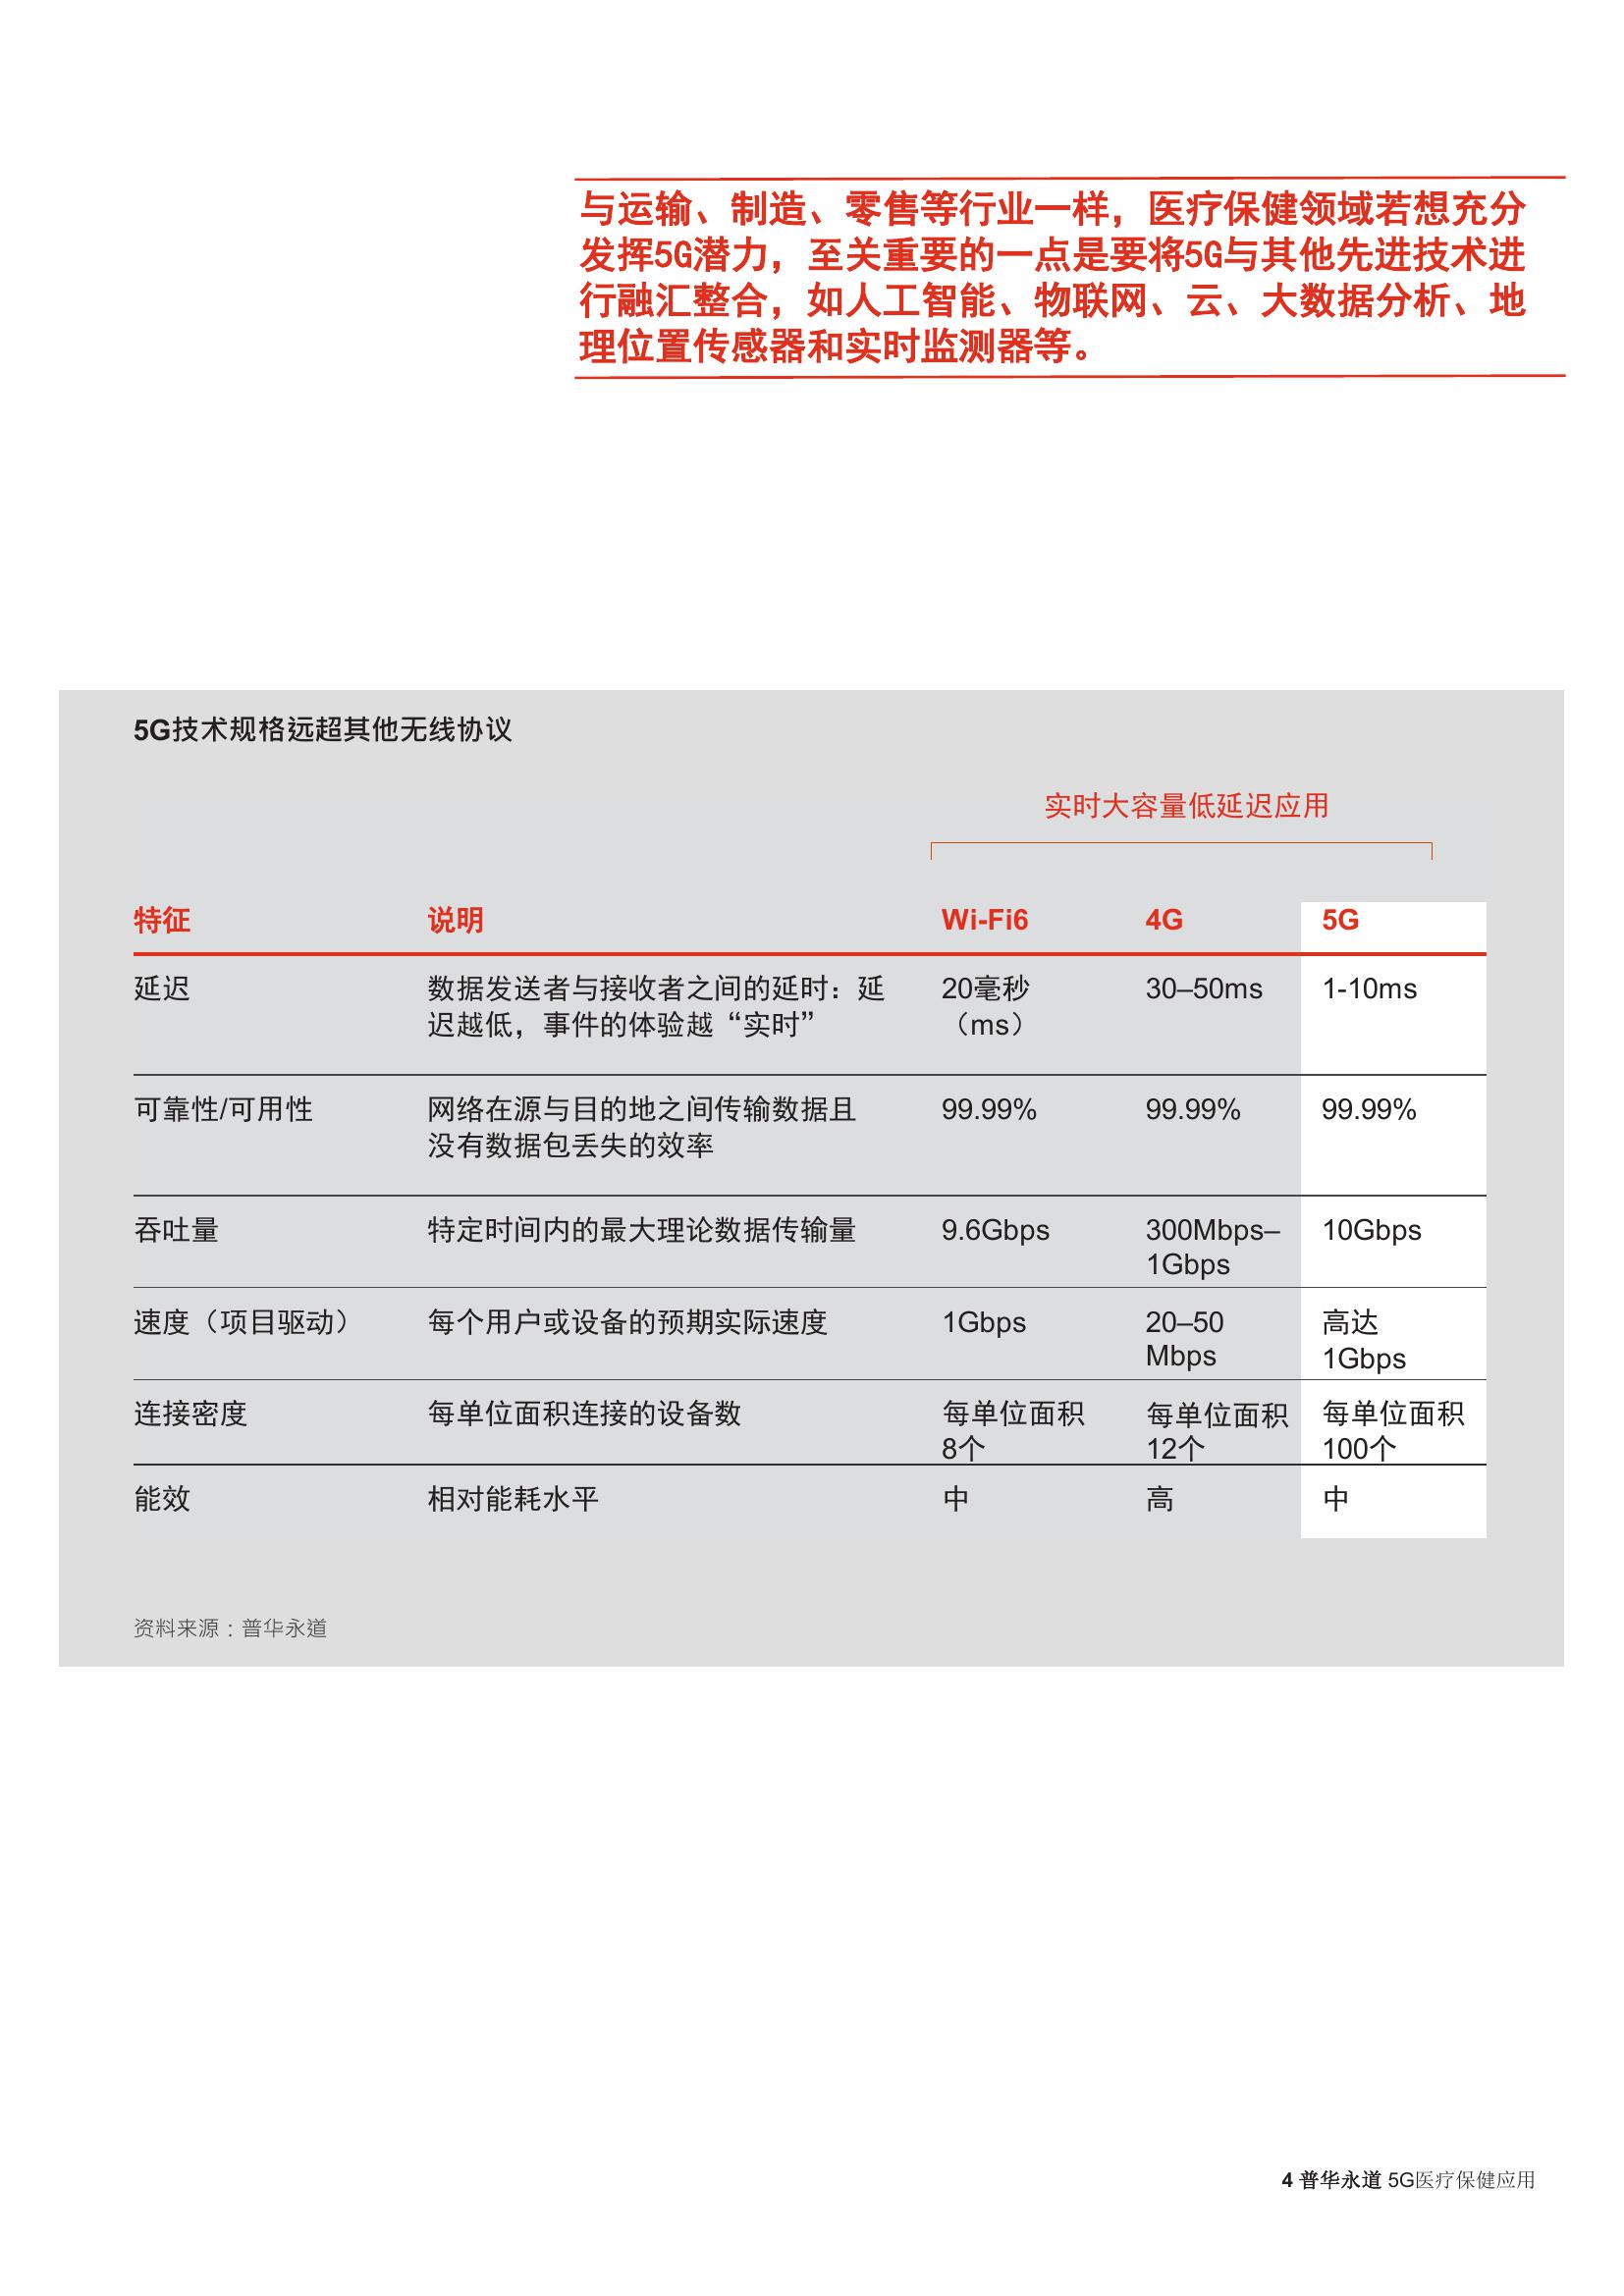 与运输、制造、零售等行业一样，医疗保健领域若想充分
发挥5G潜力，至关重要的一点是要将5G与其他先进技术进
行融汇整合，如人工智能、物联网、云、大数据分析、地
理位置传感器和实时监测器等。
5G技术规格远超其他无线协议
实时大容量低延迟应用
特征 说明 Wi-Fi6 4G 5G
延迟 数据发送者与接收者之间的延时：延 20毫秒 30–50ms 1-10ms
迟越低，事件的体验越“实时” （ms）
可靠性/可用性 网络在源与目的地之间传输数据且 99.99% 99.99% 99.99%
没有数据包丢失的效率
吞吐量 特定时间内的最大理论数据传输量 9.6Gbps 300Mbps– 10Gbps
1Gbps
速度（项目驱动） 每个用户或设备的预期实际速度 1Gbps 20–50 高达
Mbps 1Gbps
连接密度 每单位面积连接的设备数 每单位面积 每单位面积 每单位面积
8个 12个 100个
能效 相对能耗水平 中 高 中
资料来源：普华永道
4 普华永道 5G医疗保健应用